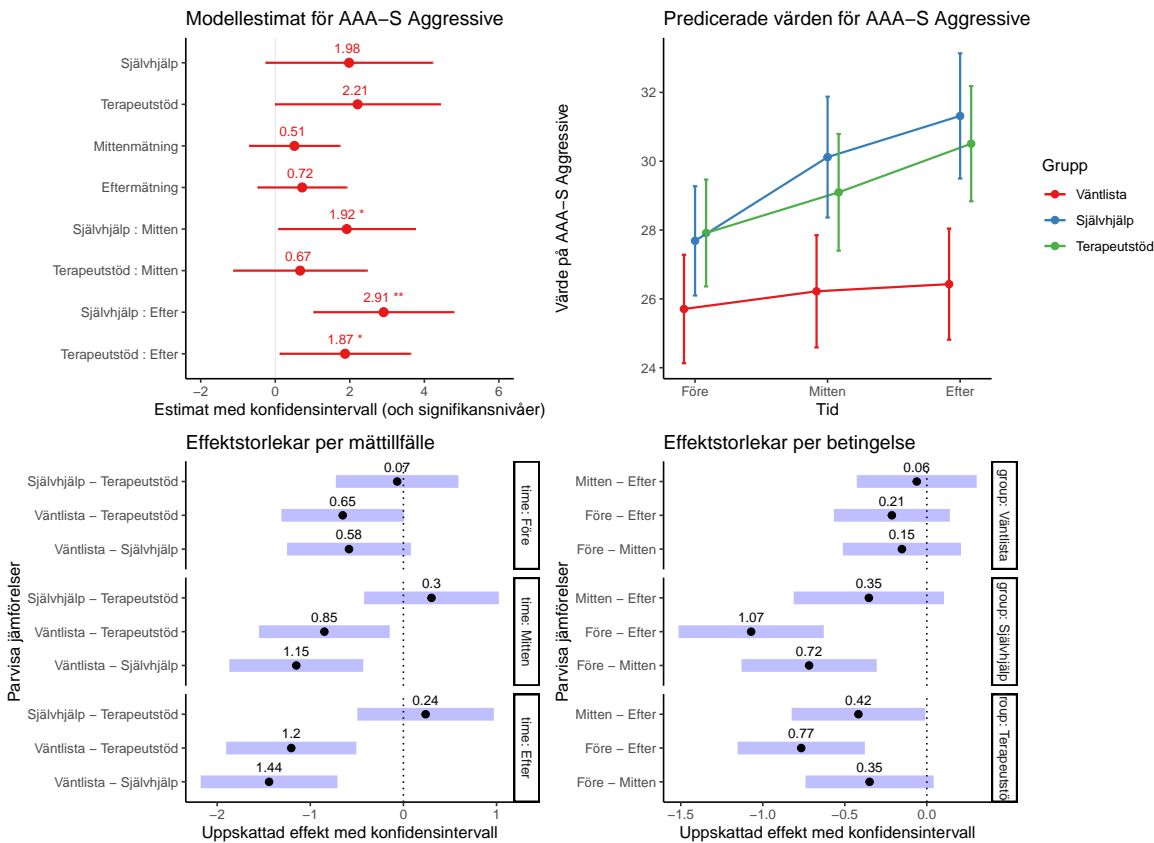 Modellestimat för AAA−S Aggressive
Självhjälp
Terapeutstöd
Mittenmätning
Eftermätning
Självhjälp : Mitten
Terapeutstöd : Mitten
Självhjälp : Efter
Terapeutstöd : Efter
1.98
2.21
0.51
0.72
1.92 *
0.67
2.91 **
1.87 *
−2 0 2 4 6
Estimat med konfidensintervall (och signifikansnivåer)
Predicerade värden för AAA−S Aggressive
Värde på AAA−S Aggressive
32
30
28
26
24
Före Mitten Efter
Tid
Grupp
Väntlista
Självhjälp
Terapeutstöd
Effektstorlekar per mättillfälle
Parvisa jämförelser
Självhjälp − Terapeutstöd
0.07
Väntlista − Terapeutstöd
0.65
Väntlista − Självhjälp
0.58
time: Före
Självhjälp − Terapeutstöd
0.3
Väntlista − Terapeutstöd
0.85
Väntlista − Självhjälp
1.15
time: Mitten
Självhjälp − Terapeutstöd
0.24
Väntlista − Terapeutstöd
1.2
Väntlista − Självhjälp
1.44
time: Efter
−2 −1 0 1
Uppskattad effekt med konfidensintervall
Effektstorlekar per betingelse
Parvisa jämförelser
Mitten − Efter
0.06
Före − Efter
0.21
Före − Mitten
0.15
group: Väntlista
Mitten − Efter
0.35
Före − Efter
1.07
Före − Mitten
0.72
group: Självhjälp
Mitten − Efter
0.42
Före − Efter
0.77
Före − Mitten
0.35
roup: Terapeutstö
−1.5 −1.0 −0.5 0.0
Uppskattad effekt med konfidensintervall